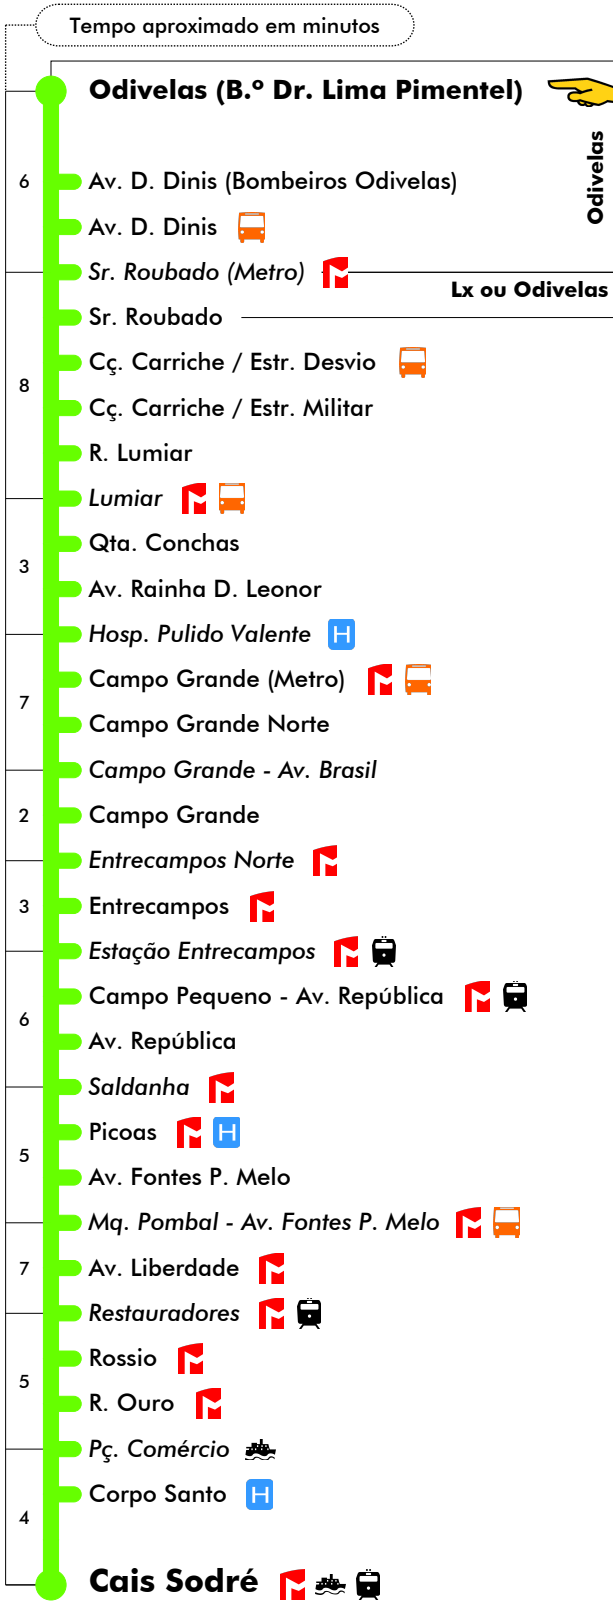 Tempo aproximado em minutos
Odivelas (B.º Dr. Lima Pimentel)
Odivelas
6
Av. D. Dinis (Bombeiros Odivelas)
Av. D. Dinis
Sr. Roubado (Metro)
Lx ou Odivelas
Sr. Roubado
Cç. Carriche / Estr. Desvio
8
Cç. Carriche / Estr. Militar
R. Lumiar
Lumiar
Qta. Conchas
3
Av. Rainha D. Leonor
Hosp. Pulido Valente
H
Campo Grande (Metro)
7
Campo Grande Norte
Campo Grande - Av. Brasil
2
Campo Grande
Entrecampos Norte
3
Entrecampos
Estação Entrecampos
Campo Pequeno - Av. República
6
Av. República
Saldanha
Picoas
H
5
Av. Fontes P. Melo
Mq. Pombal - Av. Fontes P. Melo
7
Av. Liberdade
Restauradores
Rossio
5
R. Ouro
Pç. Comércio
Corpo Santo
H
4
Cais Sodré